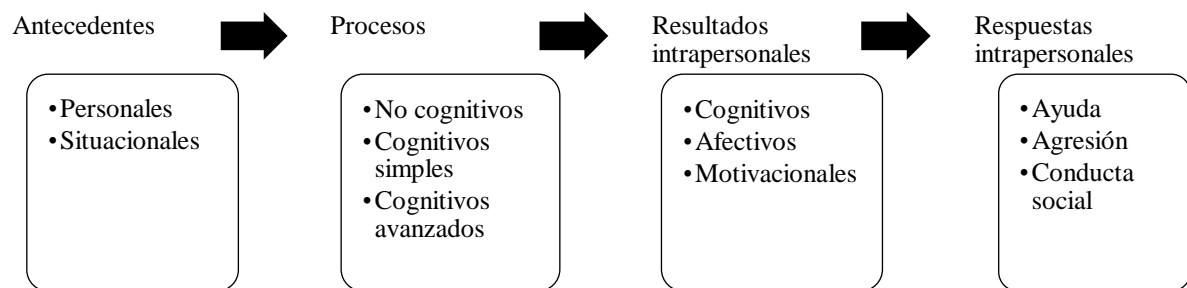 Antecedentes
•Personales
•Situacionales
Procesos
•No cognitivos
•Cognitivos
simples
•Cognitivos
avanzados
Resultados
intrapersonales
•Cognitivos
•Afectivos
•Motivacionales
Respuestas
intrapersonales
•Ayuda
•Agresión
•Conducta
social